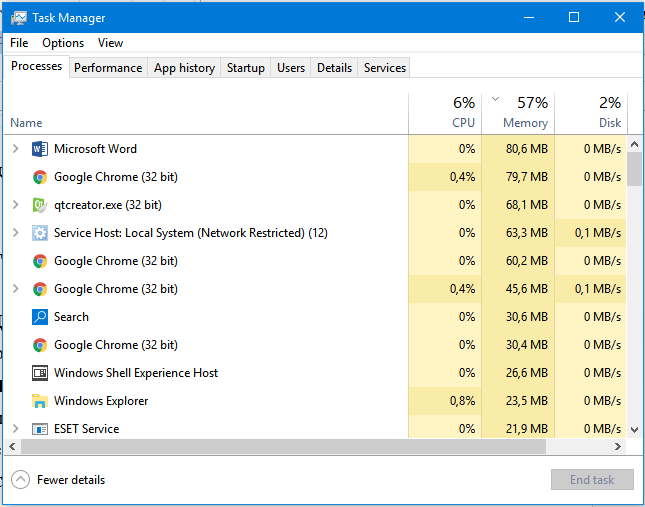 Task Manager
File Options View
Processes Performance App history Startup Users Details Services
6% 57% 2%
Name CPU Memory Disk
Microsoft Word 0% 80,6 MB 0 MB/s
Google Chrome (32 bit) 0,4% 79,7 MB 0 MB/s
qtcreator.exe (32 bit) 0% 68,1 MB 0 MB/s
Service Host: Local System (Network Restricted) (12) 0% 63,3 MB 0,1 MB/s
Google Chrome (32 bit) 0% 60,2 MB 0 MB/s
Google Chrome (32 bit) 0,4% 45,6 MB 0,1 MB/s
Search 0% 30,6 MB 0 MB/s
Google Chrome (32 bit) 0% 30,4 MB 0 MB/s
Windows Shell Experience Host 0% 26,6 MB 0 MB/s
Windows Explorer 0,8% 23,5 MB 0 MB/s
ESET Service 0% 21,9 MB 0 MB/s
Fewer details End task